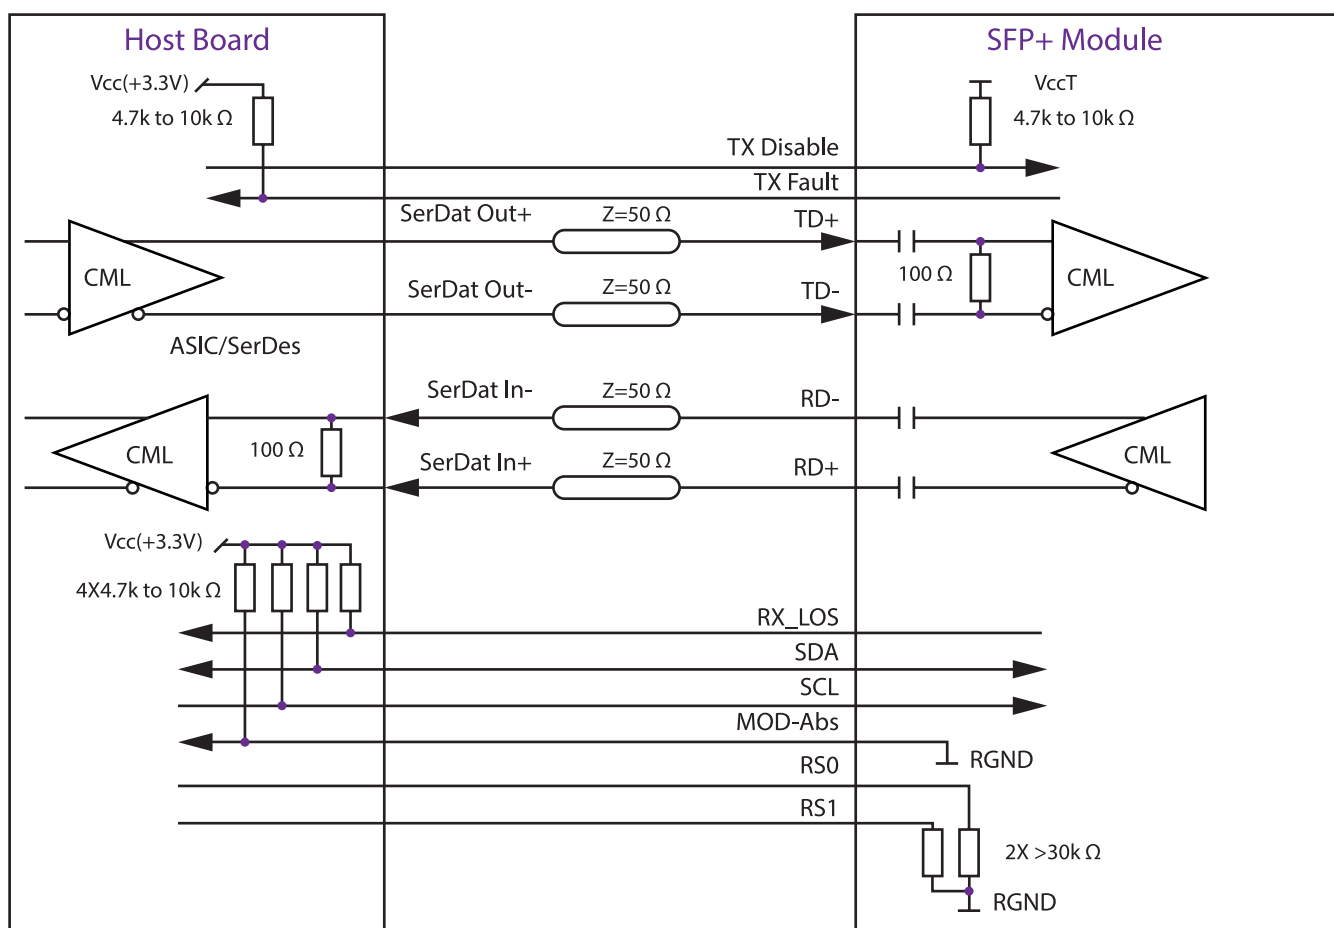 Host Board
SFP+ Module
Vcc(+3.3V)
4.7k to 10k Ω
VccT
4.7k to 10k Ω
TX Disable
TX Fault
SerDat Out+
Z=50 Ω
TD+
CML
SerDat Out-
Z=50 Ω
TD-
100 Ω
CML
ASIC/SerDes
SerDat In-
Z=50 Ω
RD-
CML
100 Ω
SerDat In+
Z=50 Ω
RD+
CML
Vcc(+3.3V)
4X4.7k to 10k Ω
RX_LOS
SDA
SCL
MOD-Abs
RGND
RS0
RS1
2X >30k Ω
RGND